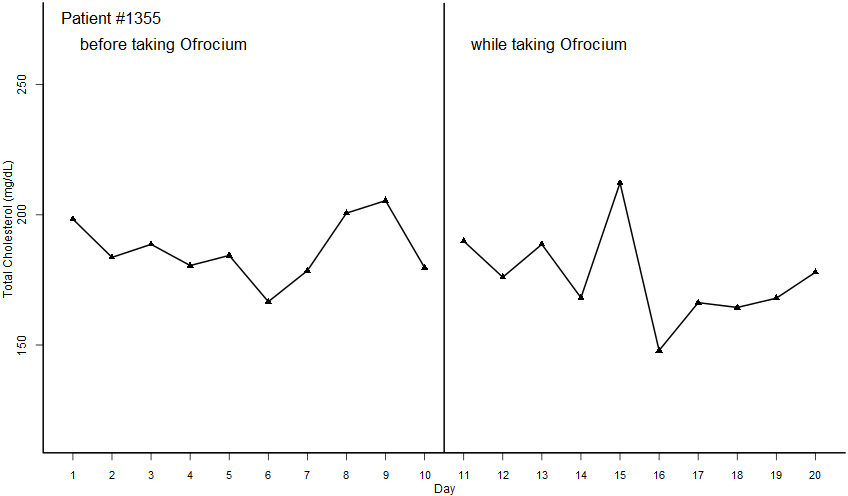 Patient #1355
before taking Ofrocium
while taking Ofrocium
Total Cholesterol (mg/dL)
250
200
150
1 2 3 4 5 6 7 8 9 10 11 12 13 14 15 16 17 18 19 20
Day